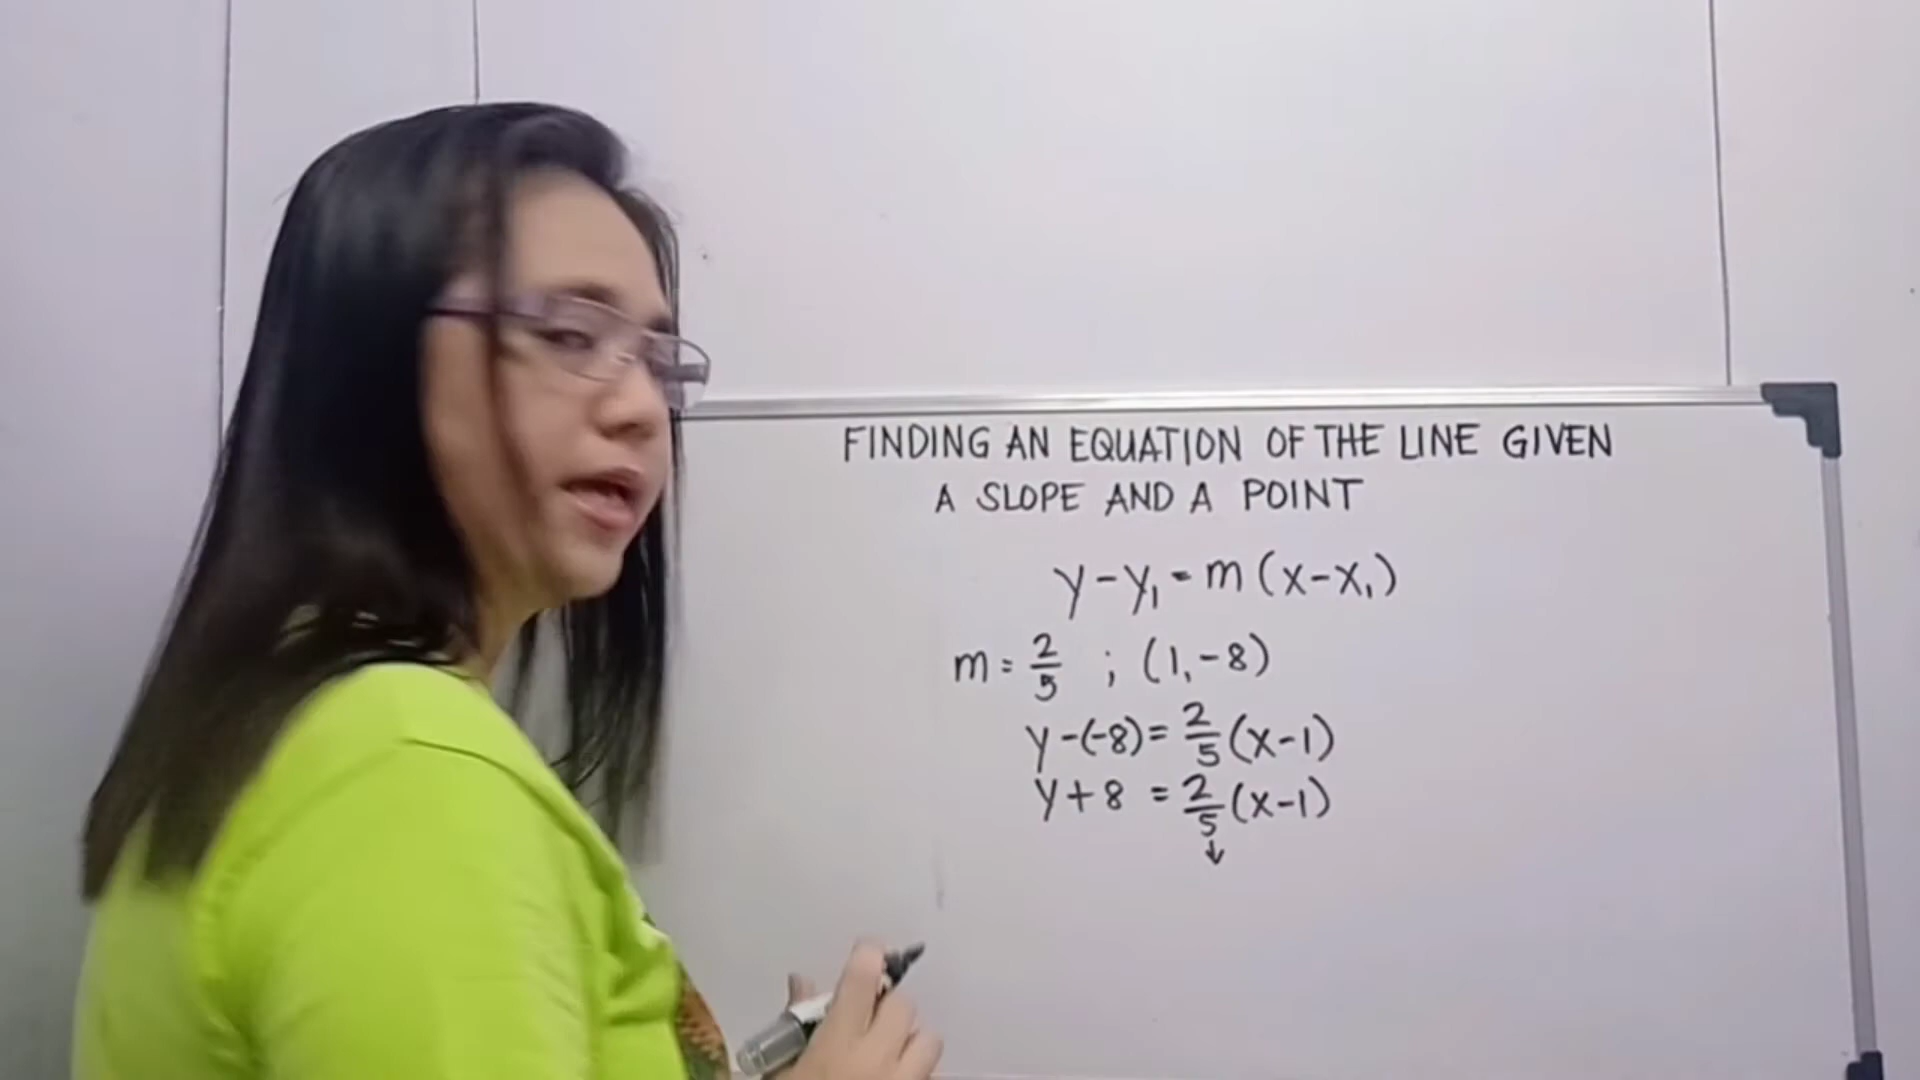 FINDING AN EQUATION OF THE LINE GIVEN
A SLOPE AND A POINT
y-y₁ = m(x-x₁)
m = 2/5 ; (1,-8)
y-(-8) = 2/5 (x-1)
y+8 = 2/5 (x-1)
↓